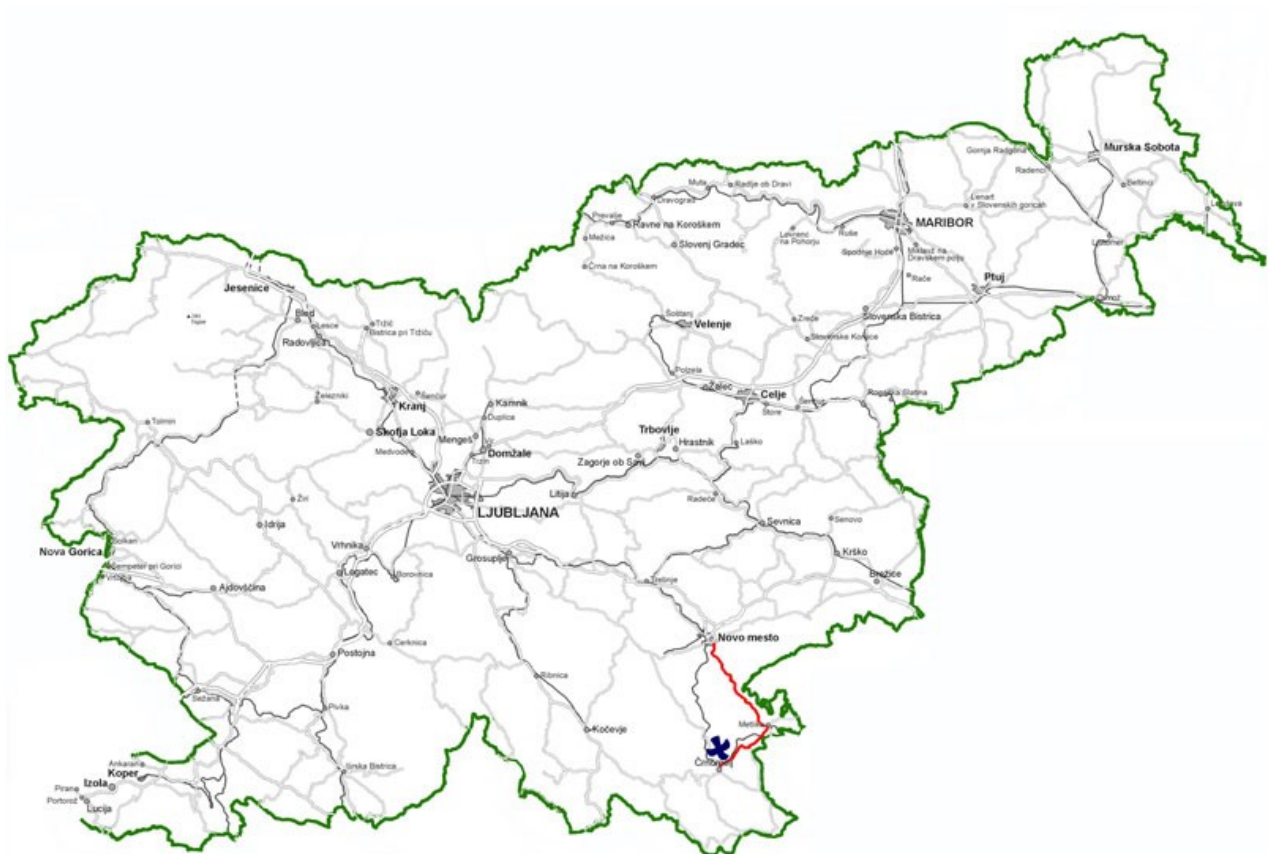 Murska Sobota
Gornja Radgona
Radenci
Beltinci
Muta
Radlje ob Dravi
Dravograd
Lenart
v Slovenskih goricah
Prevalje
Ravne na Koroškem
MARIBOR
Ruše
Lovrenc
na Pohorju
Mežica
Slovenj Gradec
Spodnje Hoče
Miklavž na
Dravskem polju
Črna na Koroškem
Rače
Ptuj
Jesenice
Bled
Lesce
Radovljica
Tržič
Bistrica pri Tržiču
Šoštanj
Velenje
Zreče
Slovenska Bistrica
Slovenske Konjice
Polzela
Žalec
Celje
Štore
Rogaška Slatina
Železniki
Šenčur
Kranj
Kamnik
Duplica
Tolmin
Škofja Loka
Mengeš
Medvode
Trzin
Domžale
Trbovlje
Hrastnik
Laško
Zagorje ob Savi
Žiri
Litija
Radeče
LJUBLJANA
Idrija
Sevnica
Senovo
Vrhnika
Grosuplje
Krško
Solkan
Nova Gorica
Šempeter pri Gorici
Vrtojba
Logatec
Borovnica
Brežice
Ajdovščina
Trebnje
Cerknica
Novo mesto
Postojna
Ribnica
Sežana
Pivka
Kočevje
Metlika
Ankaran
Koper
Ilirska Bistrica
Izola
Piran
Portorož
Lucija